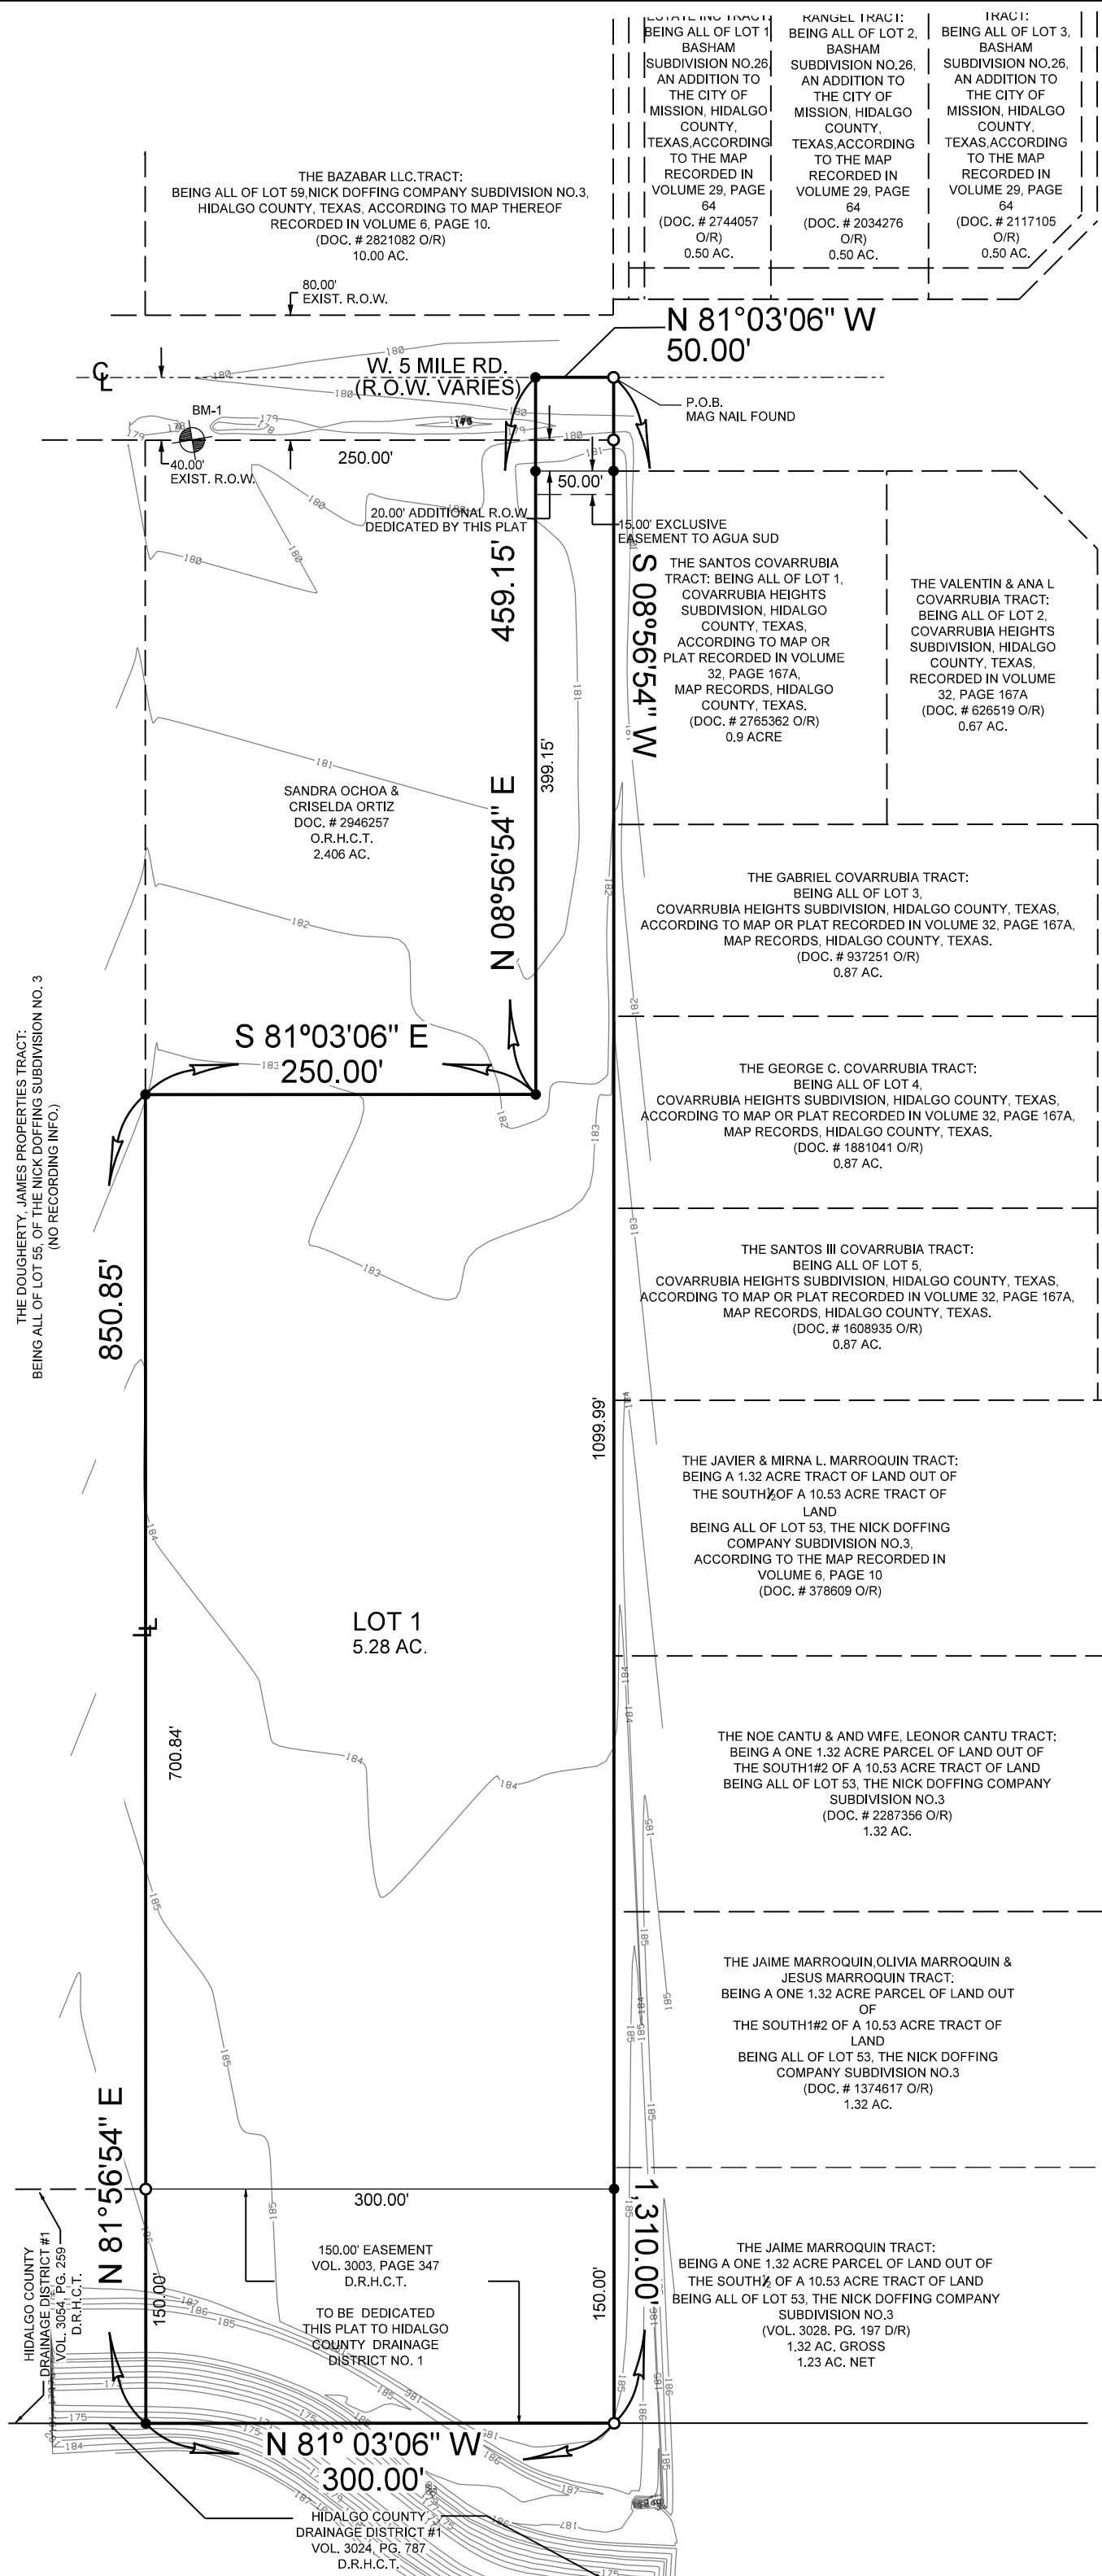 ESTATE INC TRACT:
BEING ALL OF LOT 1
BASHAM
SUBDIVISION NO.26,
AN ADDITION TO
THE CITY OF
MISSION, HIDALGO
COUNTY,
TEXAS,ACCORDING
TO THE MAP
RECORDED IN
VOLUME 29, PAGE
64
(DOC. # 2744057
O/R)
0.50 AC.
RANGEL TRACT:
BEING ALL OF LOT 2,
BASHAM
SUBDIVISION NO.26,
AN ADDITION TO
THE CITY OF
MISSION, HIDALGO
COUNTY,
TEXAS,ACCORDING
TO THE MAP
RECORDED IN
VOLUME 29, PAGE
64
(DOC. # 2034276
O/R)
0.50 AC.
TRACT:
BEING ALL OF LOT 3,
BASHAM
SUBDIVISION NO.26,
AN ADDITION TO
THE CITY OF
MISSION, HIDALGO
COUNTY,
TEXAS,ACCORDING
TO THE MAP
RECORDED IN
VOLUME 29, PAGE
64
(DOC. # 2117105
O/R)
0.50 AC.
THE BAZABAR LLC.TRACT:
BEING ALL OF LOT 59,NICK DOFFING COMPANY SUBDIVISION NO.3,
HIDALGO COUNTY, TEXAS, ACCORDING TO MAP THEREOF
RECORDED IN VOLUME 6, PAGE 10.
(DOC. # 2821082 O/R)
10.00 AC.
80.00'
EXIST. R.O.W.
N 81°03'06" W
50.00'
W. 5 MILE RD.
(R.O.W. VARIES)
P.O.B.
MAG NAIL FOUND
BM-1
40.00'
EXIST. R.O.W.
250.00'
50.00'
20.00' ADDITIONAL R.O.W
DEDICATED BY THIS PLAT
15.00' EXCLUSIVE
EASEMENT TO AGUA SUD
459.15'
N 08°56'54" E
399.15'
S 08°56'54" W
THE SANTOS COVARRUBIA
TRACT: BEING ALL OF LOT 1,
COVARRUBIA HEIGHTS
SUBDIVISION, HIDALGO
COUNTY, TEXAS,
ACCORDING TO MAP OR
PLAT RECORDED IN VOLUME
32, PAGE 167A,
MAP RECORDS, HIDALGO
COUNTY, TEXAS.
(DOC. # 2765362 O/R)
0.9 ACRE
THE VALENTIN & ANA L
COVARRUBIA TRACT:
BEING ALL OF LOT 2,
COVARRUBIA HEIGHTS
SUBDIVISION, HIDALGO
COUNTY, TEXAS,
RECORDED IN VOLUME
32, PAGE 167A
(DOC. # 626519 O/R)
0.67 AC.
SANDRA OCHOA &
CRISELDA ORTIZ
DOC. # 2946257
O.R.H.C.T.
2.406 AC.
THE GABRIEL COVARRUBIA TRACT:
BEING ALL OF LOT 3,
COVARRUBIA HEIGHTS SUBDIVISION, HIDALGO COUNTY, TEXAS,
ACCORDING TO MAP OR PLAT RECORDED IN VOLUME 32, PAGE 167A,
MAP RECORDS, HIDALGO COUNTY, TEXAS.
(DOC. # 937251 O/R)
0.87 AC.
THE GEORGE C. COVARRUBIA TRACT:
BEING ALL OF LOT 4,
COVARRUBIA HEIGHTS SUBDIVISION, HIDALGO COUNTY, TEXAS,
ACCORDING TO MAP OR PLAT RECORDED IN VOLUME 32, PAGE 167A,
MAP RECORDS, HIDALGO COUNTY, TEXAS.
(DOC. # 1881041 O/R)
0.87 AC.
THE SANTOS III COVARRUBIA TRACT:
BEING ALL OF LOT 5,
COVARRUBIA HEIGHTS SUBDIVISION, HIDALGO COUNTY, TEXAS,
ACCORDING TO MAP OR PLAT RECORDED IN VOLUME 32, PAGE 167A,
MAP RECORDS, HIDALGO COUNTY, TEXAS.
(DOC. # 1608935 O/R)
0.87 AC.
S 81°03'06" E
250.00'
THE DOUGHERTY, JAMES PROPERTIES TRACT:
BEING ALL OF LOT 55, OF THE NICK DOFFING SUBDIVISION NO. 3
(NO RECORDING INFO.)
850.85'
1099.99'
THE JAVIER & MIRNA L. MARROQUIN TRACT:
BEING A 1.32 ACRE TRACT OF LAND OUT OF
THE SOUTH½OF A 10.53 ACRE TRACT OF
LAND
BEING ALL OF LOT 53, THE NICK DOFFING
COMPANY SUBDIVISION NO.3,
ACCORDING TO THE MAP RECORDED IN
VOLUME 6, PAGE 10
(DOC. # 378609 O/R)
LOT 1
5.28 AC.
700.84'
THE NOE CANTU & AND WIFE, LEONOR CANTU TRACT:
BEING A ONE 1.32 ACRE PARCEL OF LAND OUT OF
THE SOUTH1#2 OF A 10.53 ACRE TRACT OF LAND
BEING ALL OF LOT 53, THE NICK DOFFING COMPANY
SUBDIVISION NO.3
(DOC. # 2287356 O/R)
1.32 AC.
THE JAIME MARROQUIN,OLIVIA MARROQUIN &
JESUS MARROQUIN TRACT:
BEING A ONE 1.32 ACRE PARCEL OF LAND OUT
OF
THE SOUTH1#2 OF A 10.53 ACRE TRACT OF
LAND
BEING ALL OF LOT 53, THE NICK DOFFING
COMPANY SUBDIVISION NO.3
(DOC. # 1374617 O/R)
1.32 AC.
N 81°56'54" E
300.00'
1,310.00'
150.00'
150.00'
150.00' EASEMENT
VOL. 3003, PAGE 347
D.R.H.C.T.
TO BE DEDICATED
THIS PLAT TO HIDALGO
COUNTY DRAINAGE
DISTRICT NO. 1
HIDALGO COUNTY
DRAINAGE DISTRICT #1
VOL. 3054, PG. 259
D.R.H.C.T.
THE JAIME MARROQUIN TRACT:
BEING A ONE 1.32 ACRE PARCEL OF LAND OUT OF
THE SOUTH½ OF A 10.53 ACRE TRACT OF LAND
BEING ALL OF LOT 53, THE NICK DOFFING COMPANY
SUBDIVISION NO.3
(VOL. 3028. PG. 197 D/R)
1.32 AC. GROSS
1.23 AC. NET
N 81° 03'06" W
300.00'
HIDALGO COUNTY
DRAINAGE DISTRICT #1
VOL. 3024, PG. 787
D.R.H.C.T.